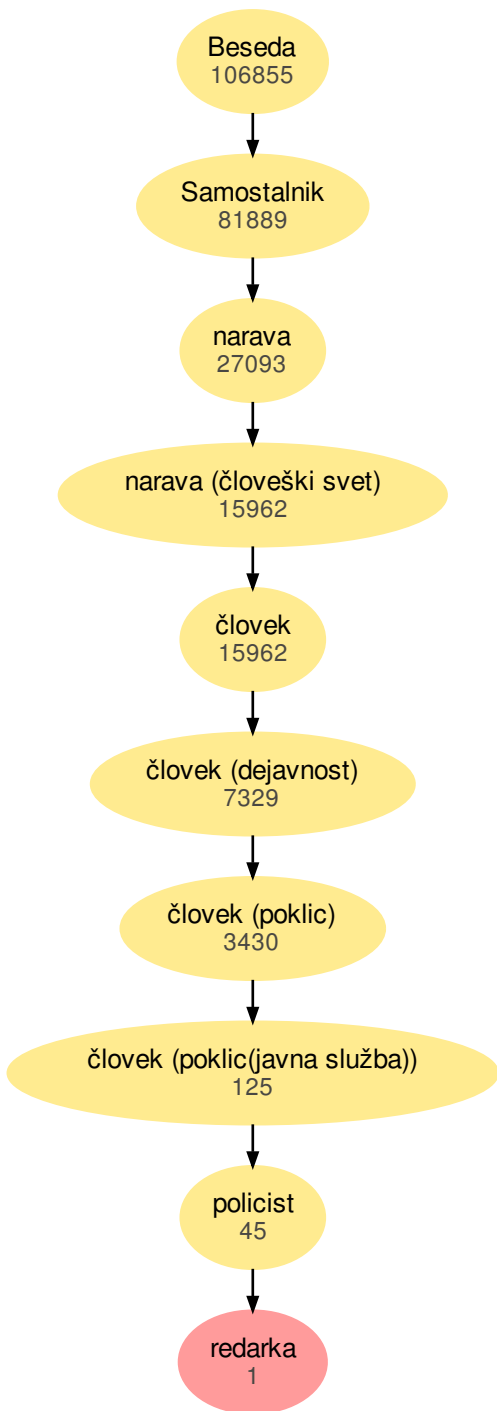 Beseda
106855
Samostalnik
81889
narava
27093
narava (človeški svet)
15962
človek
15962
človek (dejavnost)
7329
človek (poklic)
3430
človek (poklic(javna služba))
125
policist
45
redarka
1